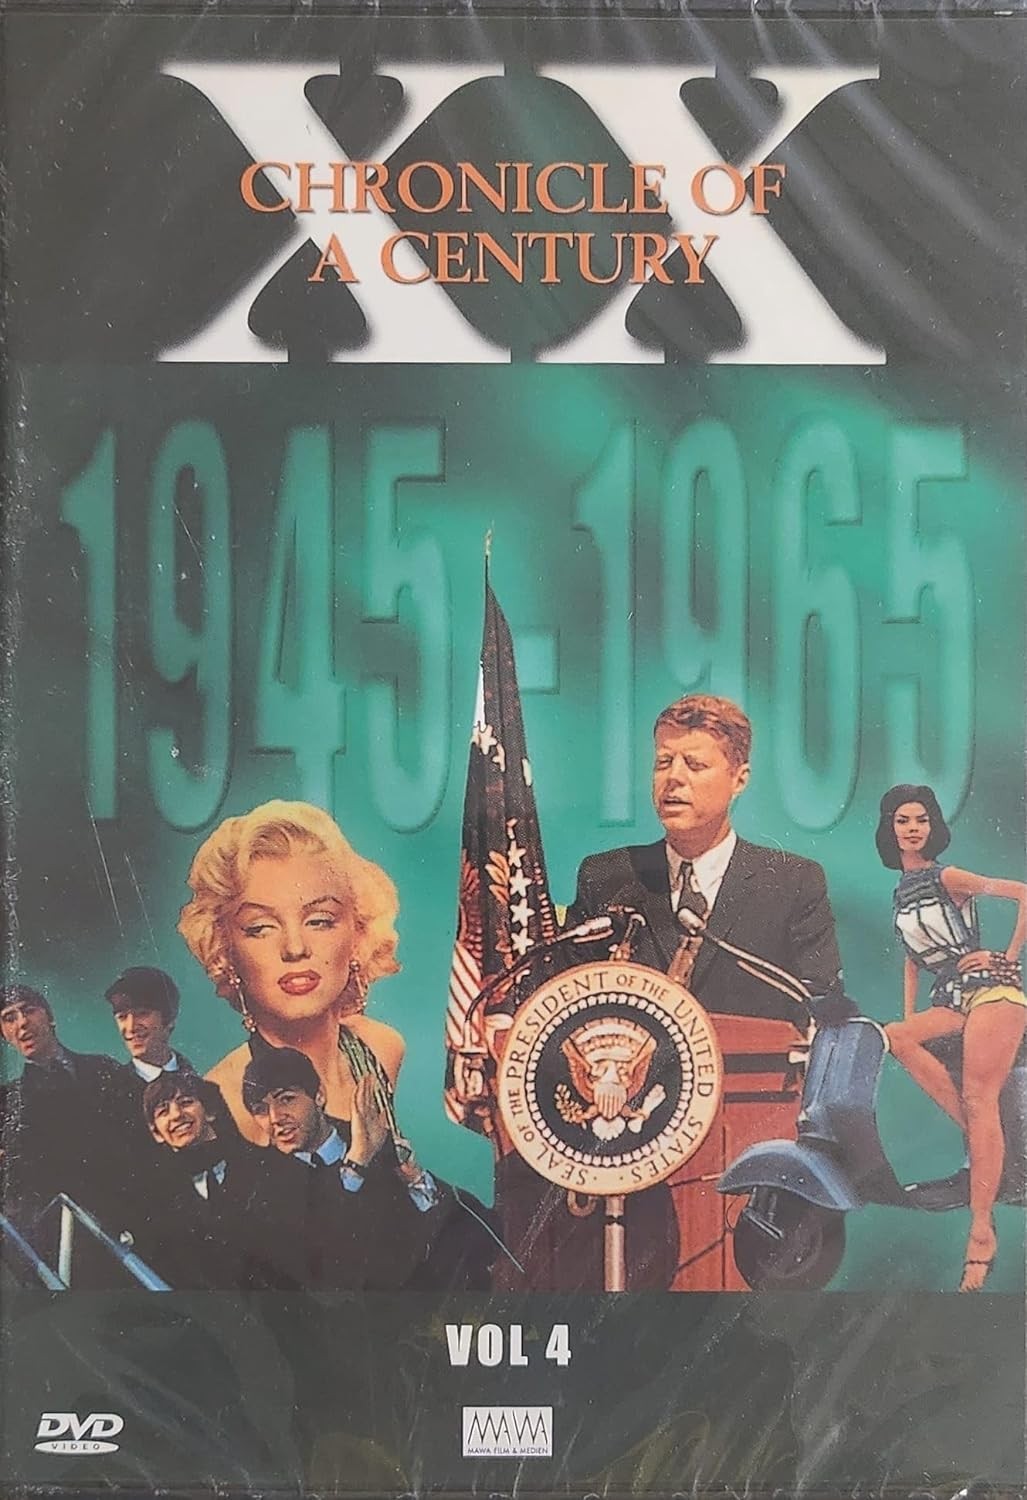 XX
CHRONICLE OF
A CENTURY
1945-1965
SEAL OF THE PRESIDENT OF THE UNITED STATES
VOL 4
DVD
VIDEO
MAWA
MAWA FILM & MEDIEN